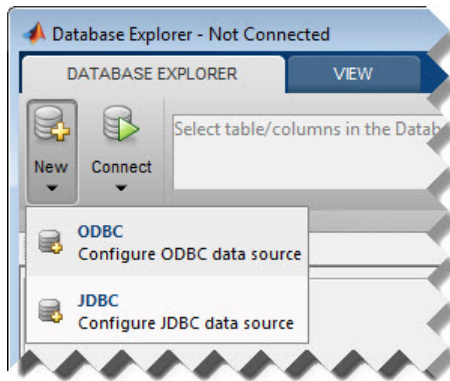 Database Explorer - Not Connected
DATABASE EXPLORER VIEW
Select table/columns in the Datab
New Connect
ODBC
Configure ODBC data source
JDBC
Configure JDBC data source